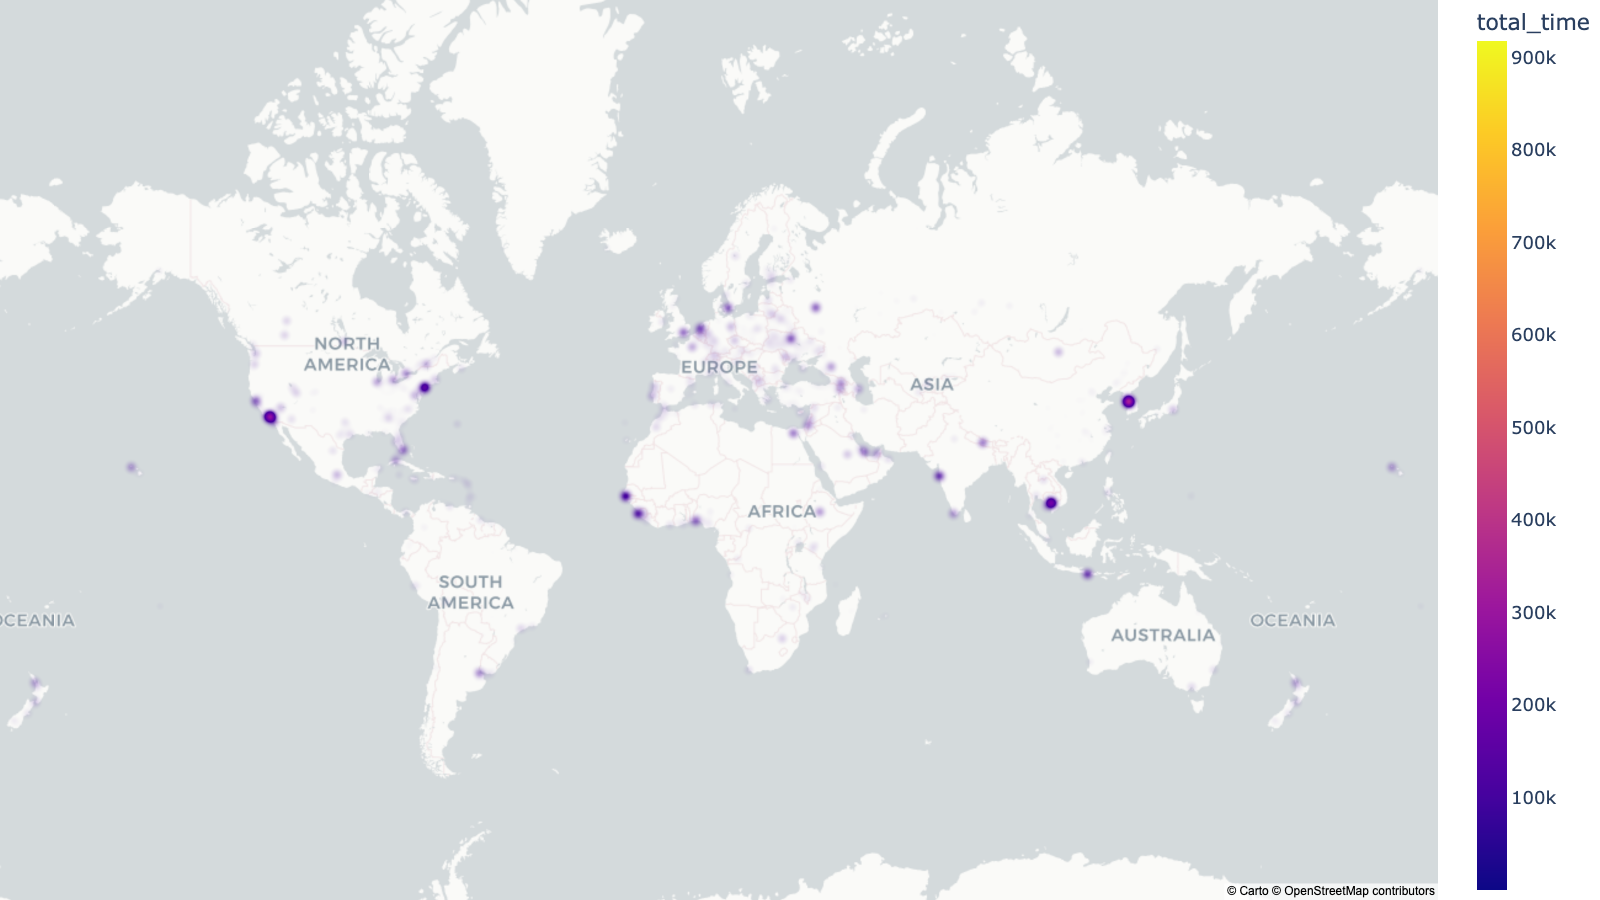 total_time
900k
800k
700k
600k
500k
400k
300k
200k
100k
NORTH
AMERICA
EUROPE
ASIA
AFRICA
SOUTH
AMERICA
OCEANIA
AUSTRALIA
OCEANIA
© Carto © OpenStreetMap contributors